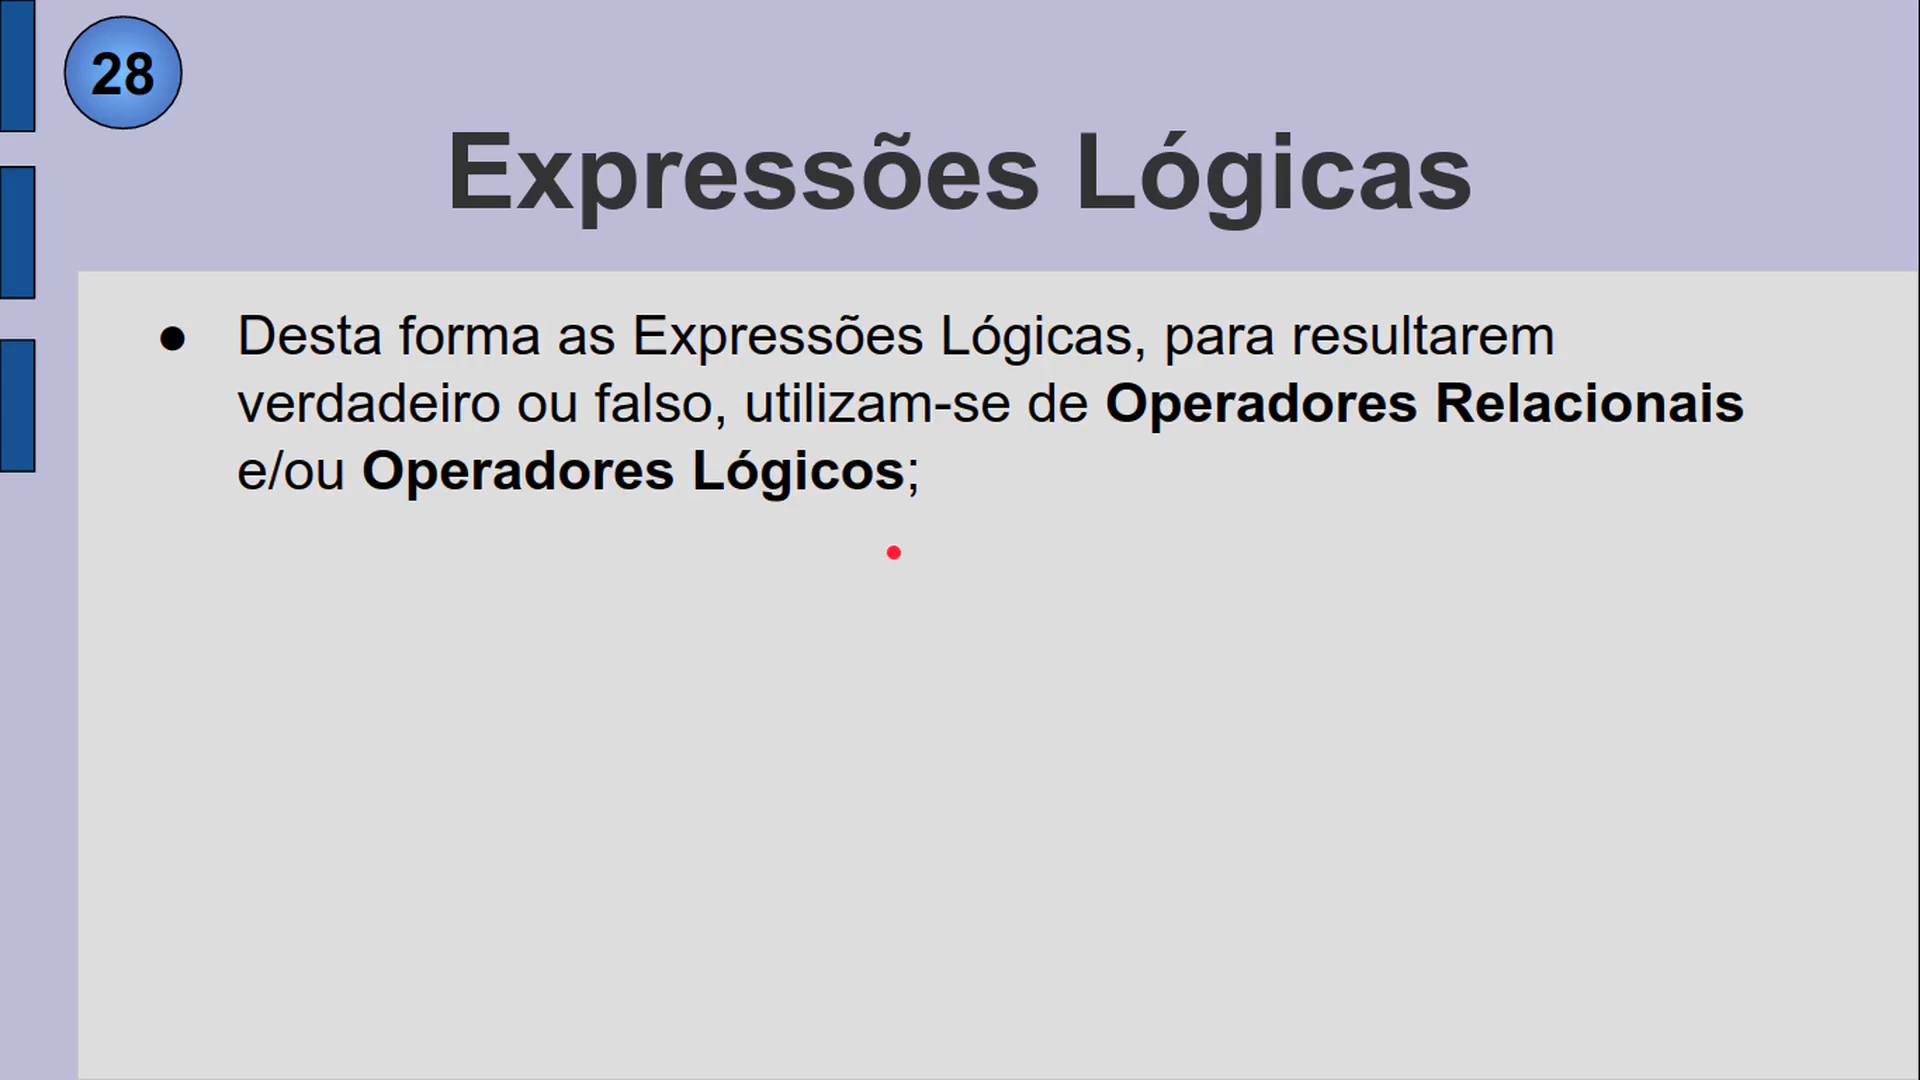 28
Expressões Lógicas
● Desta forma as Expressões Lógicas, para resultarem
verdadeiro ou falso, utilizam-se de Operadores Relacionais
e/ou Operadores Lógicos;